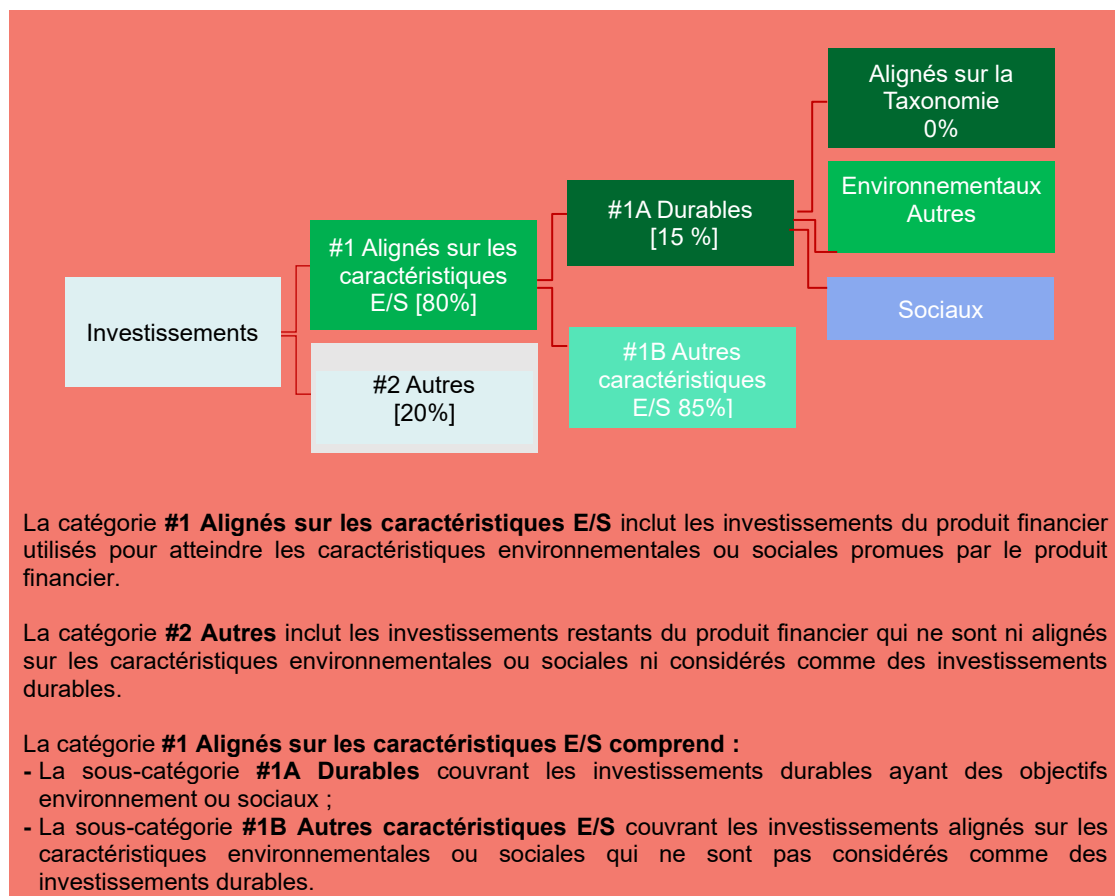 Alignés sur la
Taxonomie
0%
Environnementaux
Autres
#1A Durables
[15 %]
#1 Alignés sur les
caractéristiques
E/S [80%]
Sociaux
Investissements
#1B Autres
caractéristiques
E/S 85%]
#2 Autres
[20%]
La catégorie #1 Alignés sur les caractéristiques E/S inclut les investissements du produit financier
utilisés pour atteindre les caractéristiques environnementales ou sociales promues par le produit
financier.
La catégorie #2 Autres inclut les investissements restants du produit financier qui ne sont ni alignés
sur les caractéristiques environnementales ou sociales ni considérés comme des investissements
durables.
La catégorie #1 Alignés sur les caractéristiques E/S comprend :
- La sous-catégorie #1A Durables couvrant les investissements durables ayant des objectifs
environnement ou sociaux ;
- La sous-catégorie #1B Autres caractéristiques E/S couvrant les investissements alignés sur les
caractéristiques environnementales ou sociales qui ne sont pas considérés comme des
investissements durables.